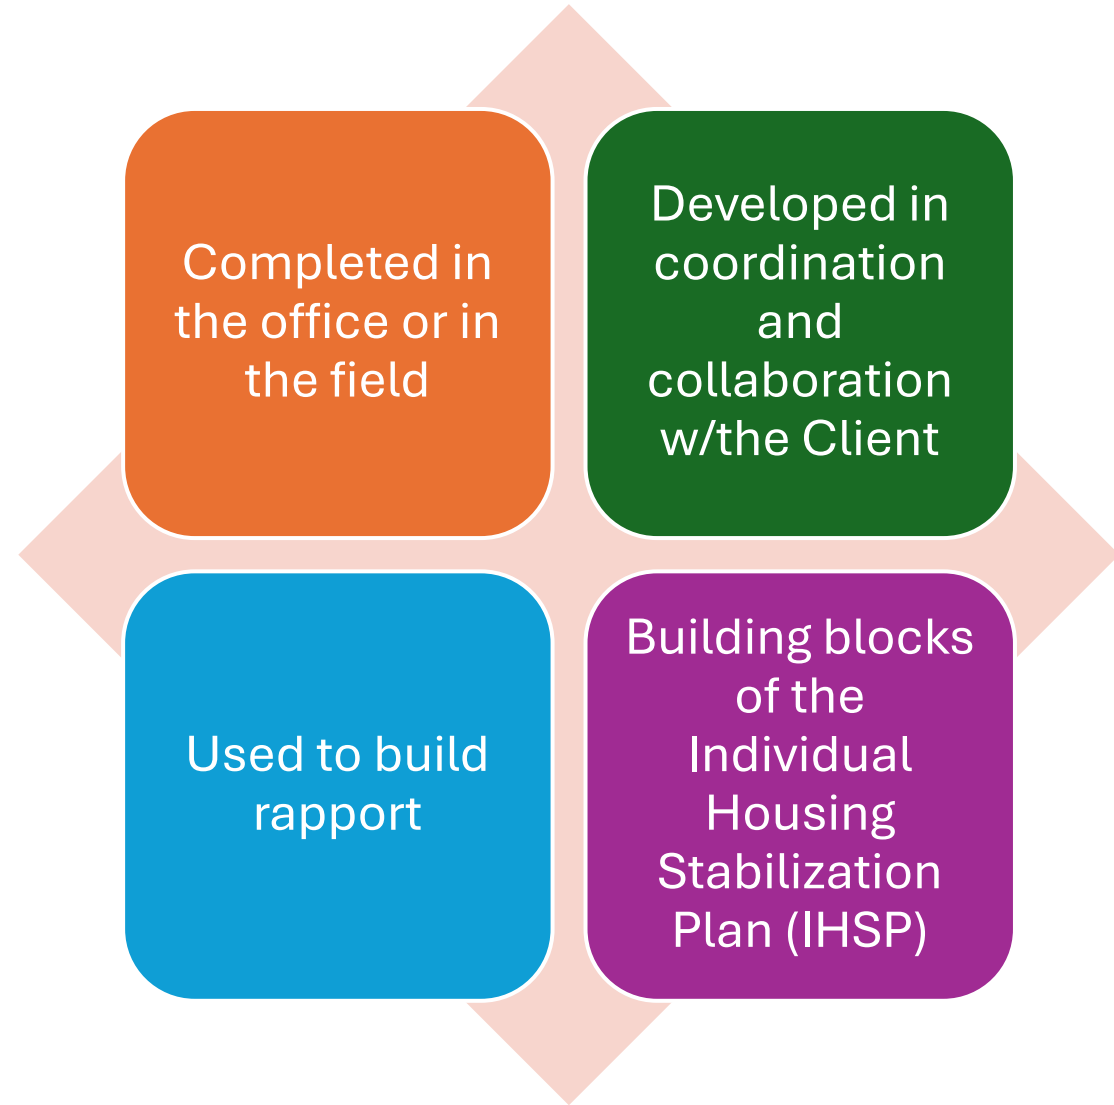 Completed in
the office or in
the field
Developed in
coordination
and
collaboration
w/the Client
Used to build
rapport
Building blocks
of the
Individual
Housing
Stabilization
Plan (IHSP)